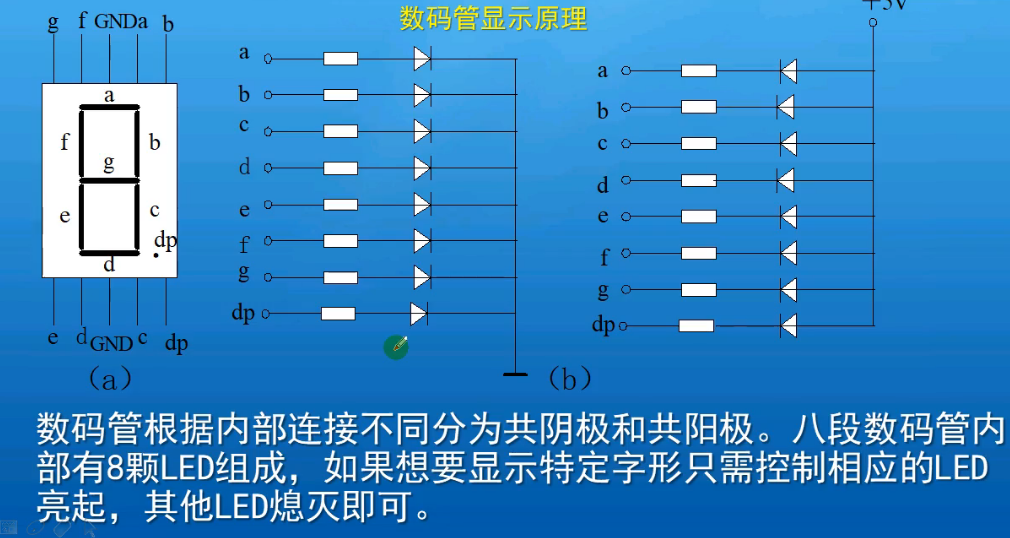 数码管显示原理
+5V
g f GND a b
a
f b
g
e c
dp
d
e d GND c dp
(a)
a
b
c
d
e
f
g
dp
a
b
c
d
e
f
g
dp
(b)
数码管根据内部连接不同分为共阴极和共阳极。八段数码管内
部有8颗LED组成，如果想要显示特定字形只需控制相应的LED
亮起，其他LED熄灭即可。